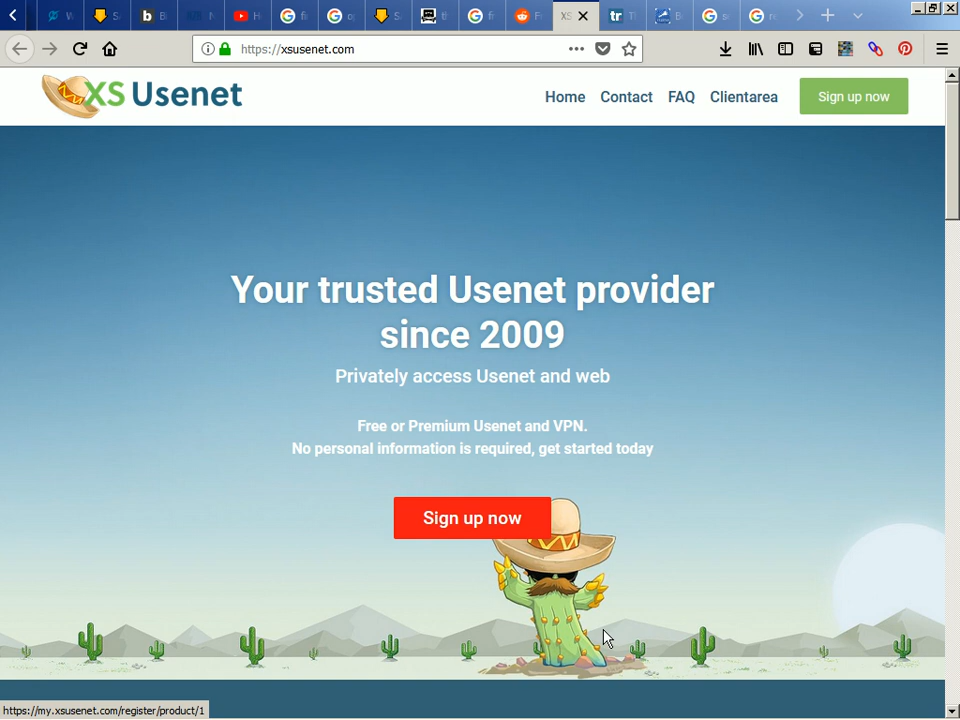 https://xsusenet.com
XS Usenet
Home Contact FAQ Clientarea Sign up now
Your trusted Usenet provider
since 2009
Privately access Usenet and web
Free or Premium Usenet and VPN.
No personal information is required, get started today
Sign up now
https://my.xsusenet.com/register/product/1